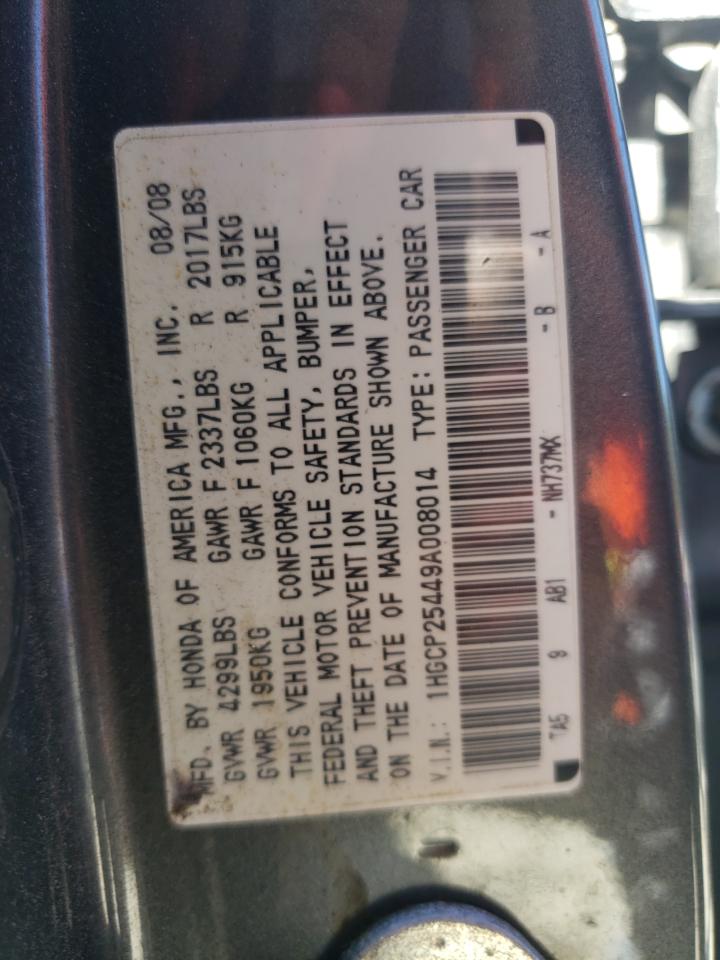 MFD. BY HONDA OF AMERICA MFG., INC. 08/08
GVWR 4299LBS GAWR F 2337LBS R 2017LBS
GVWR 1950KG GAWR F 1060KG R 915KG
THIS VEHICLE CONFORMS TO ALL APPLICABLE
FEDERAL MOTOR VEHICLE SAFETY, BUMPER,
AND THEFT PREVENTION STANDARDS IN EFFECT
ON THE DATE OF MANUFACTURE SHOWN ABOVE.
V.I.N.: 1HGCP25449A008014 TYPE: PASSENGER CAR
TA5 9 AB1 - NH737MX - B - A